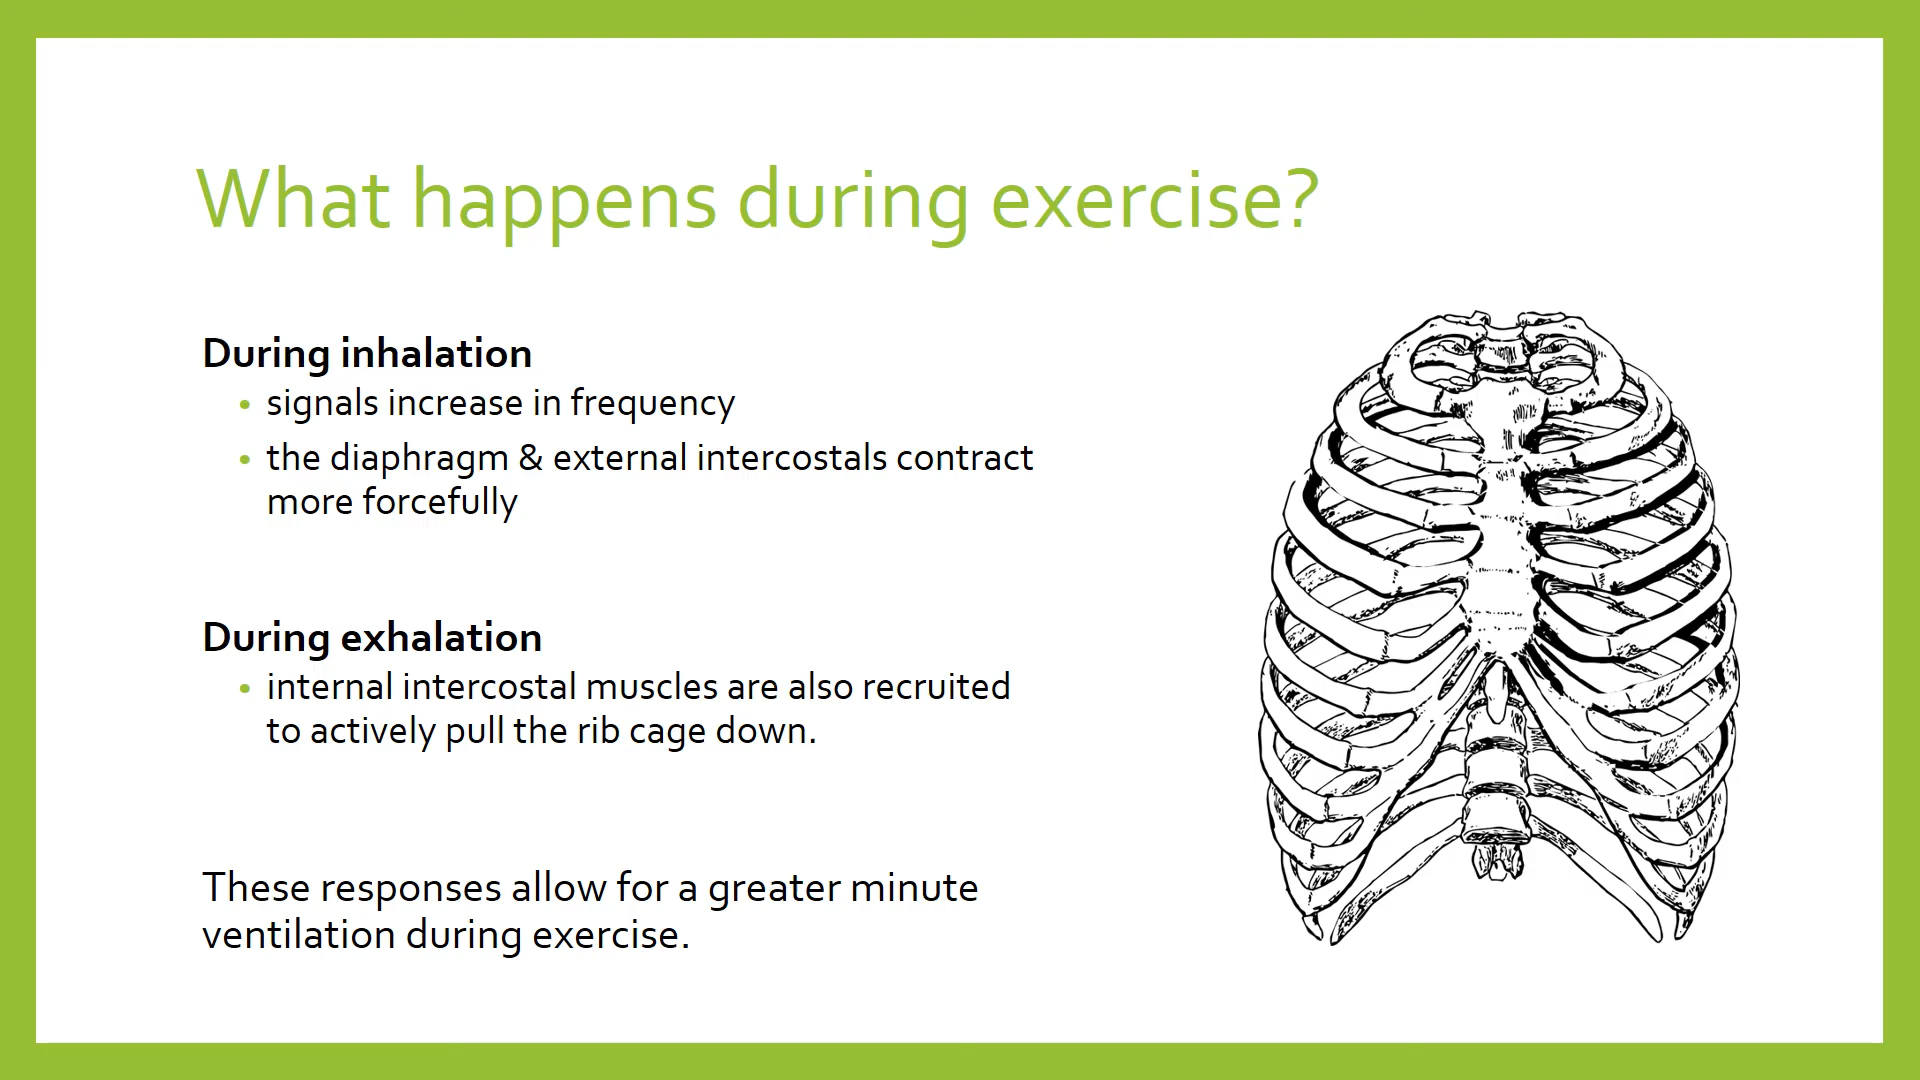 What happens during exercise?
During inhalation
• signals increase in frequency
• the diaphragm & external intercostals contract
more forcefully
During exhalation
• internal intercostal muscles are also recruited
to actively pull the rib cage down.
These responses allow for a greater minute
ventilation during exercise.